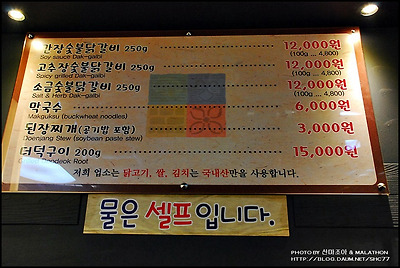 간장숯불닭갈비 250g 12,000원
Soy sauce Dak-galbi (100g ... 4,800)
고추장숯불닭갈비 250g 12,000원
Spicy grilled Dak-galbi (100g ... 4,800)
소금숯불닭갈비 250g 12,000원
Salt & Herb Dak-galbi (100g ... 4,800)
막국수 6,000원
Makguksu (buckwheat noodles)
된장찌개(공기밥 포함) 3,000원
Doenjang Stew (soybean paste stew)
더덕구이 200g 15,000원
Root
저희 업소는 닭고기, 쌀, 김치는 국내산만을 사용합니다.
물은 셀프입니다.
PHOTO BY 신마조아 & MALATHON
HTTP://BLOG.DAUM.NET/SHC77